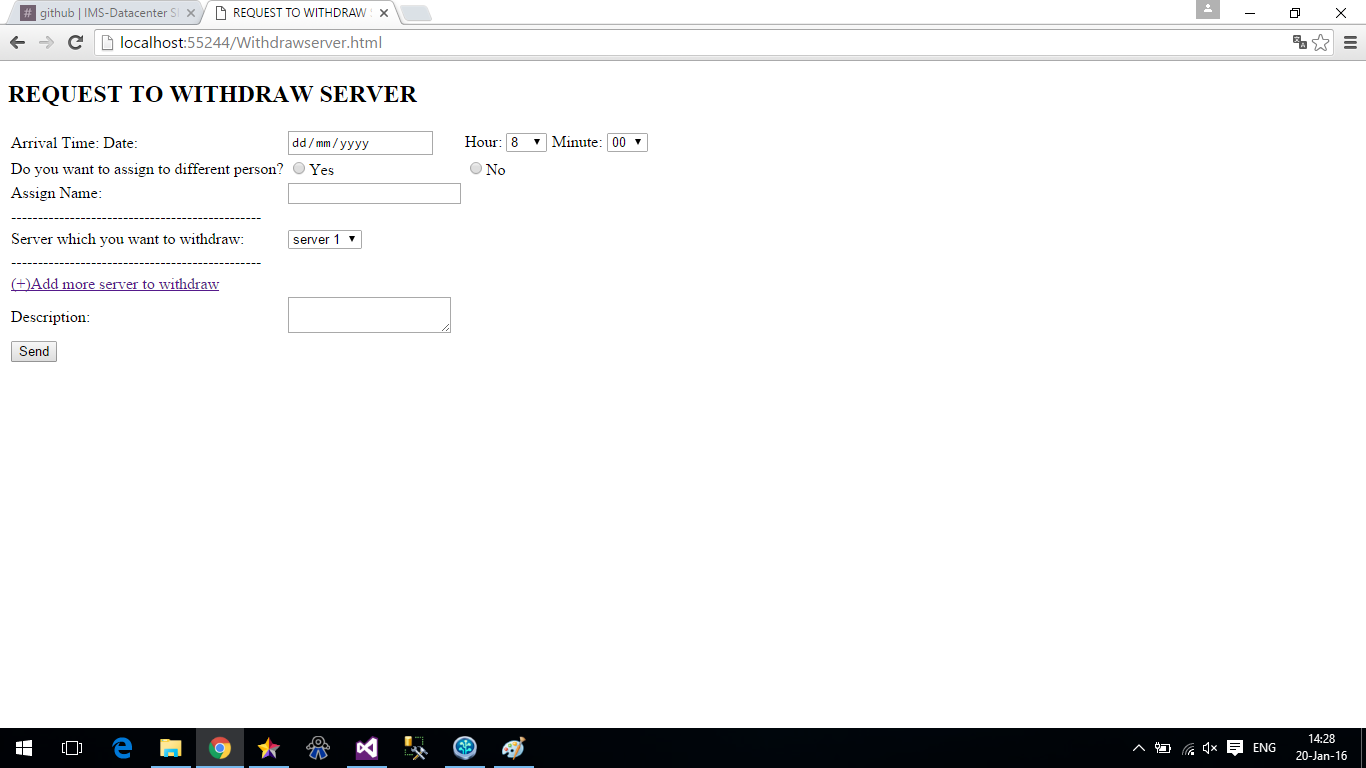 github | IMS-Datacenter S
REQUEST TO WITHDRAW S
localhost:55244/Withdrawserver.html
REQUEST TO WITHDRAW SERVER
Arrival Time: Date: dd/mm/yyyy Hour: 8 Minute: 00
Do you want to assign to different person? Yes No
Assign Name:
-----------------------------------------------
Server which you want to withdraw: server 1
-----------------------------------------------
(+)Add more server to withdraw
Description:
Send
ENG
14:28
20-Jan-16